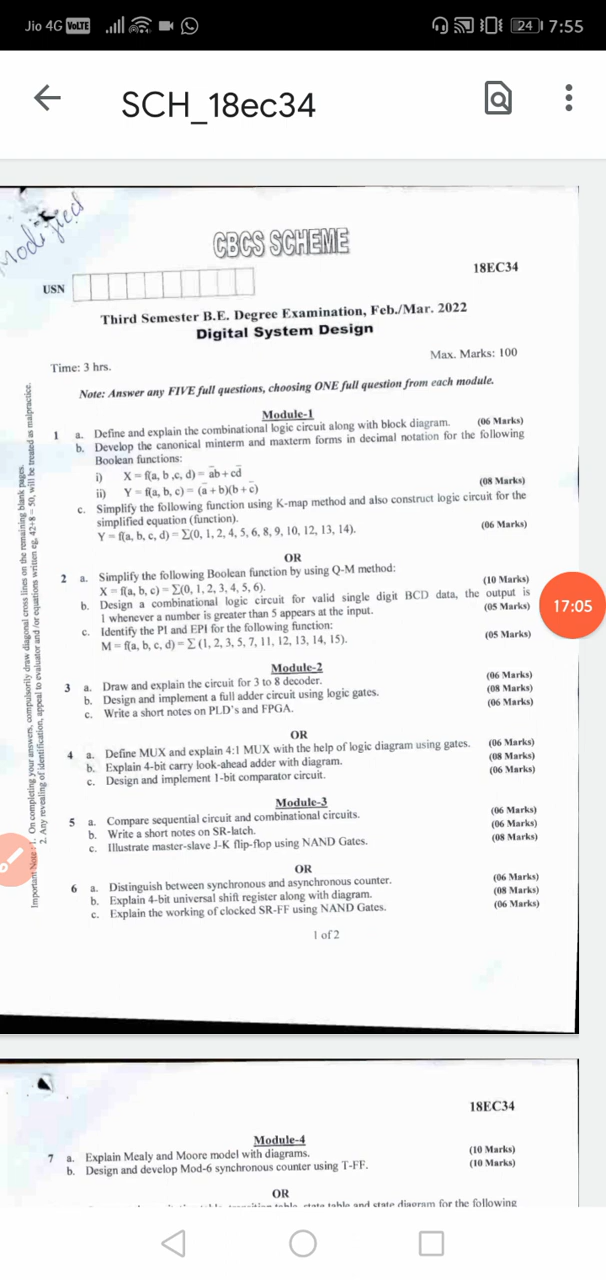 Jio 4G VoLTE 24 7:55
SCH_18ec34
Modified
CBCS SCHEME
USN
18EC34
Third Semester B.E. Degree Examination, Feb./Mar. 2022
Digital System Design
Time: 3 hrs.
Max. Marks: 100
Note: Answer any FIVE full questions, choosing ONE full question from each module.
Important Note : 1. On completing your answers, compulsorily draw diagonal cross lines on the remaining blank pages.
2. Any revealing of identification, appeal to evaluator and /or equations written eg, 42+8 = 50, will be treated as malpractice.
Module-1
1 a. Define and explain the combinational logic circuit along with block diagram. (06 Marks)
b. Develop the canonical minterm and maxterm forms in decimal notation for the following
Boolean functions:
i) X = f(a, b ,c, d) = a̅b + cd̅
ii) Y = f(a, b, c) = (a̅ + b)(b + c̅) (08 Marks)
c. Simplify the following function using K-map method and also construct logic circuit for the
simplified equation (function).
Y = f(a, b, c, d) = Σ(0, 1, 2, 4, 5, 6, 8, 9, 10, 12, 13, 14). (06 Marks)
OR
2 a. Simplify the following Boolean function by using Q-M method:
X = f(a, b, c) = Σ(0, 1, 2, 3, 4, 5, 6). (10 Marks)
b. Design a combinational logic circuit for valid single digit BCD data, the output is
1 whenever a number is greater than 5 appears at the input. (05 Marks)
c. Identify the PI and EPI for the following function:
M = f(a, b, c, d) = Σ (1, 2, 3, 5, 7, 11, 12, 13, 14, 15). (05 Marks)
17:05
Module-2
3 a. Draw and explain the circuit for 3 to 8 decoder. (06 Marks)
b. Design and implement a full adder circuit using logic gates. (08 Marks)
c. Write a short notes on PLD's and FPGA. (06 Marks)
OR
4 a. Define MUX and explain 4:1 MUX with the help of logic diagram using gates. (06 Marks)
b. Explain 4-bit carry look-ahead adder with diagram. (08 Marks)
c. Design and implement 1-bit comparator circuit. (06 Marks)
Module-3
5 a. Compare sequential circuit and combinational circuits. (06 Marks)
b. Write a short notes on SR-latch. (06 Marks)
c. Illustrate master-slave J-K flip-flop using NAND Gates. (08 Marks)
OR
6 a. Distinguish between synchronous and asynchronous counter. (06 Marks)
b. Explain 4-bit universal shift register along with diagram. (08 Marks)
c. Explain the working of clocked SR-FF using NAND Gates. (06 Marks)
1 of 2
18EC34
Module-4
7 a. Explain Mealy and Moore model with diagrams. (10 Marks)
b. Design and develop Mod-6 synchronous counter using T-FF. (10 Marks)
OR
table, state table and state diagram for the following